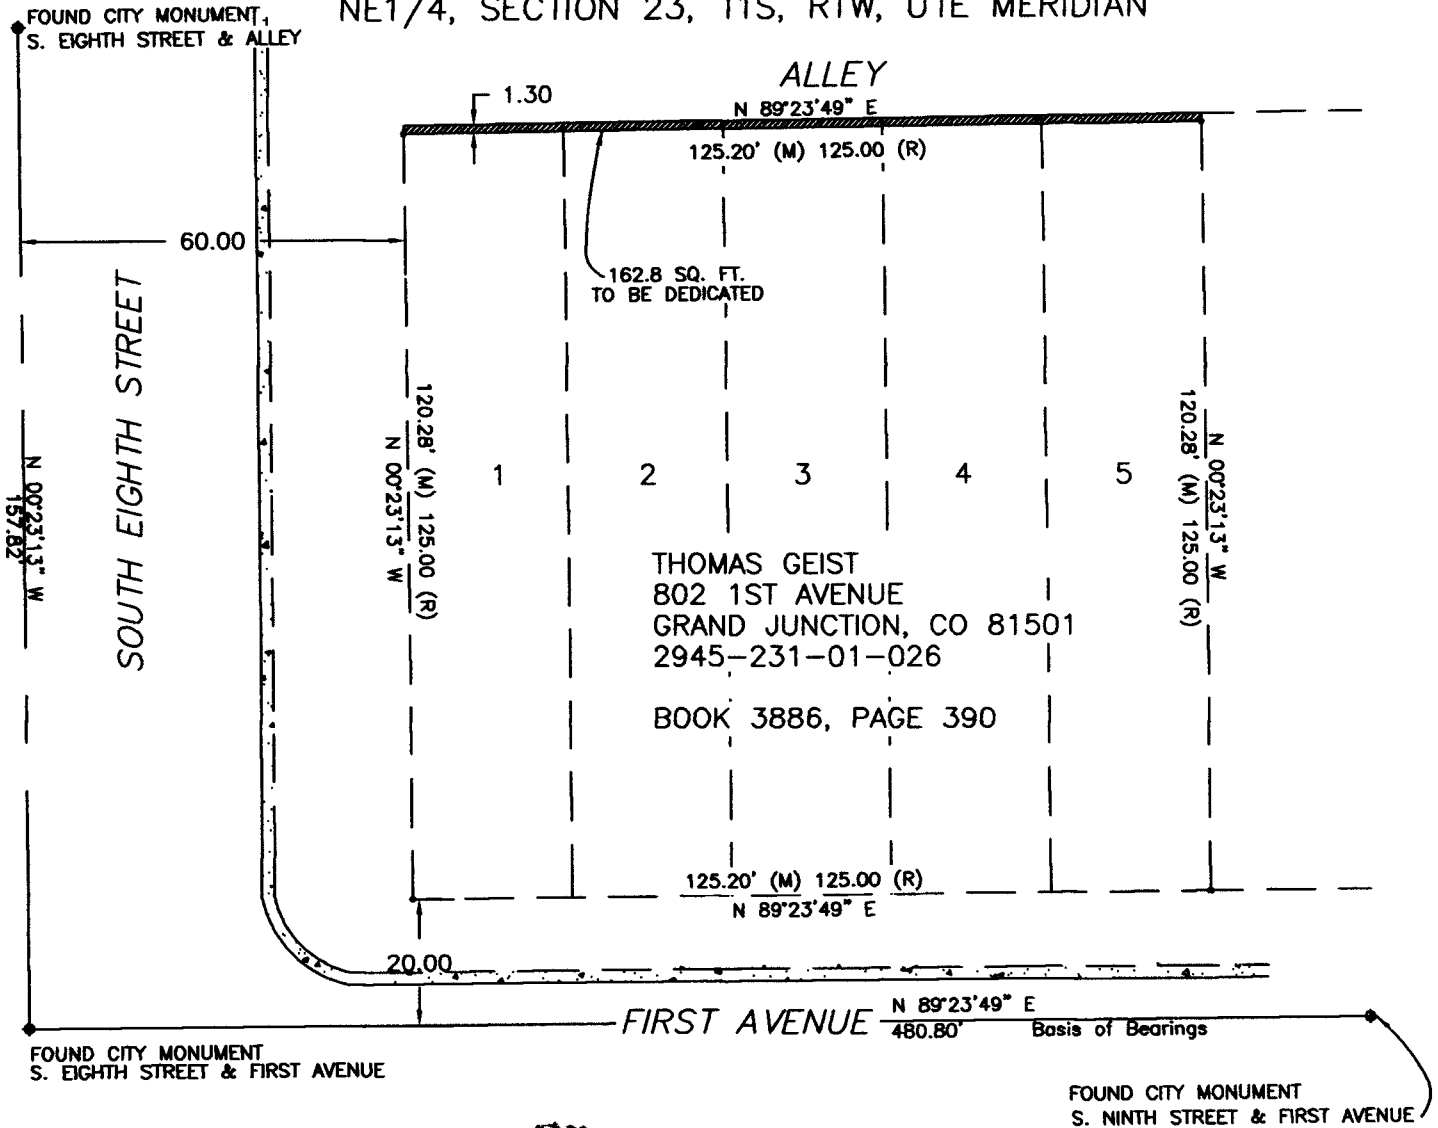 NE1/4, SECTION 23, T1S, R1W, UTE MERIDIAN
FOUND CITY MONUMENT,
S. EIGHTH STREET & ALLEY
ALLEY
1.30
N 89°23'49" E
125.20' (M) 125.00 (R)
60.00
162.8 SQ. FT.
TO BE DEDICATED
SOUTH EIGHTH STREET
N 00°23'13" W
157.82'
120.28' (M) 125.00 (R)
N 00°23'13" W
1
2
3
4
5
N 00°23'13" W
120.28' (M) 125.00 (R)
THOMAS GEIST
802 1ST AVENUE
GRAND JUNCTION, CO 81501
2945-231-01-026
BOOK 3886, PAGE 390
125.20' (M) 125.00 (R)
N 89°23'49" E
20.00
FIRST AVENUE
N 89°23'49" E
480.80'
Basis of Bearings
FOUND CITY MONUMENT
S. EIGHTH STREET & FIRST AVENUE
FOUND CITY MONUMENT
S. NINTH STREET & FIRST AVENUE